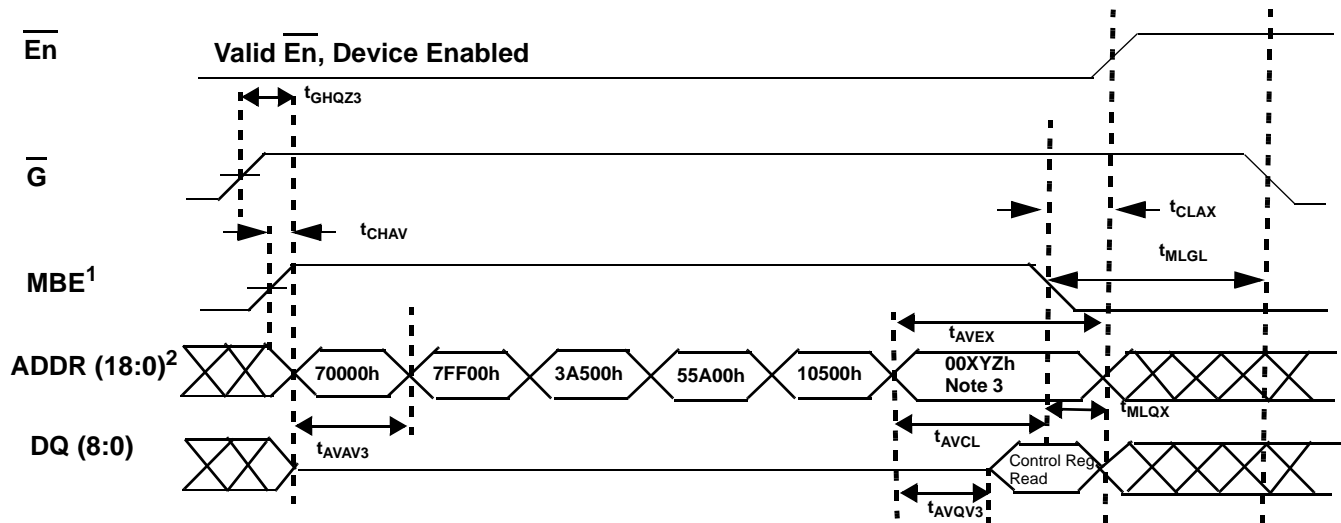 En
Valid En, Device Enabled
tGHQZ3
G
tCHAV
tCLAX
tMLGL
MBE1
tAVEX
ADDR (18:0)2
70000h
7FF00h
3A500h
55A00h
10500h
00XYZh
Note 3
tMLQX
DQ (8:0)
tAVAV3
tAVCL
Control Reg.
Read
tAVQV3